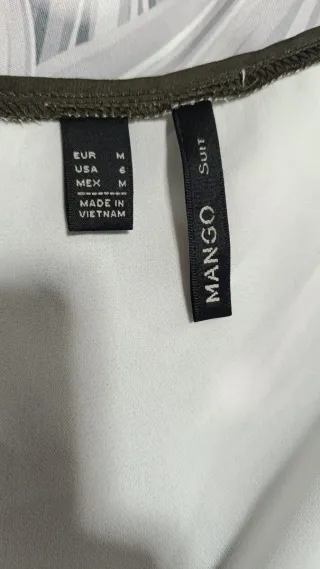 EUR M
USA 6
MEX M
MADE IN
VIETNAM
MANGO SUIT